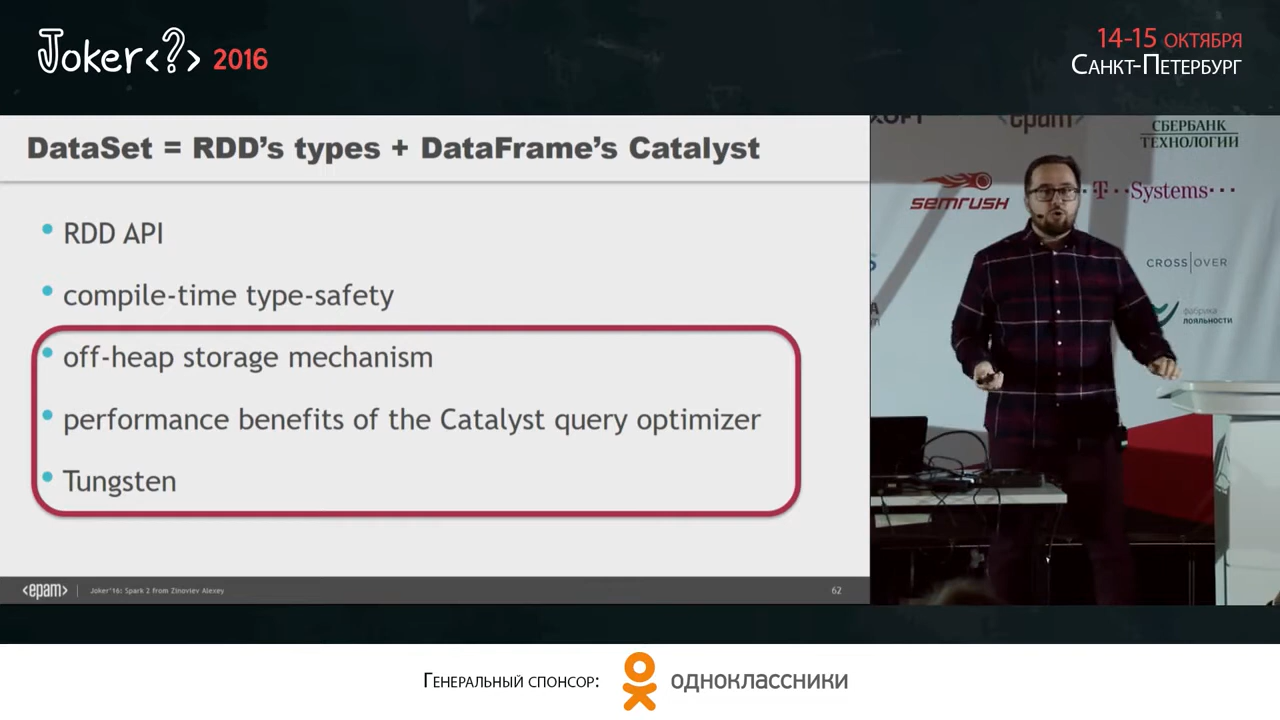 Joker<?> 2016
14-15 октября
Санкт-Петербург
DataSet = RDD's types + DataFrame's Catalyst
• RDD API
• compile-time type-safety
• off-heap storage mechanism
• performance benefits of the Catalyst query optimizer
• Tungsten
<epam>
Joker'16: Spark 2 from Zinoviev Alexey
62
<epam>
СБЕРБАНК
ТЕХНОЛОГИИ
semrush
T··Systems···
CROSS|OVER
фабрика
лояльности
Генеральный спонсор:
одноклассники